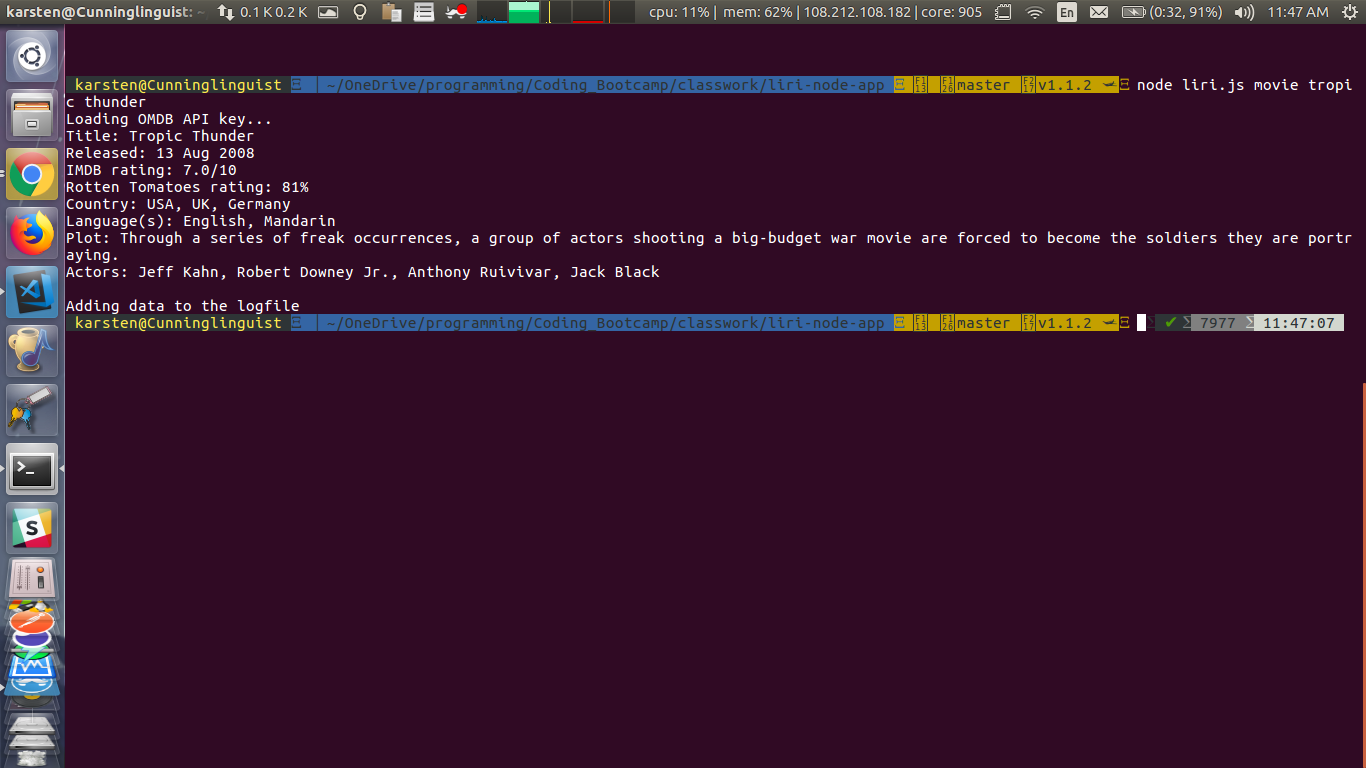 karsten@Cunninglinguist: ~ 0.1 K 0.2 K cpu: 11% | mem: 62% | 108.212.108.182 | core: 905 En (0:32, 91%) 11:47 AM
karsten@Cunninglinguist ~/OneDrive/programming/Coding_Bootcamp/classwork/liri-node-app master v1.1.2 node liri.js movie tropi
c thunder
Loading OMDB API key...
Title: Tropic Thunder
Released: 13 Aug 2008
IMDB rating: 7.0/10
Rotten Tomatoes rating: 81%
Country: USA, UK, Germany
Language(s): English, Mandarin
Plot: Through a series of freak occurrences, a group of actors shooting a big-budget war movie are forced to become the soldiers they are portr
aying.
Actors: Jeff Kahn, Robert Downey Jr., Anthony Ruivivar, Jack Black
Adding data to the logfile
karsten@Cunninglinguist ~/OneDrive/programming/Coding_Bootcamp/classwork/liri-node-app master v1.1.2 ✔ 7977 11:47:07